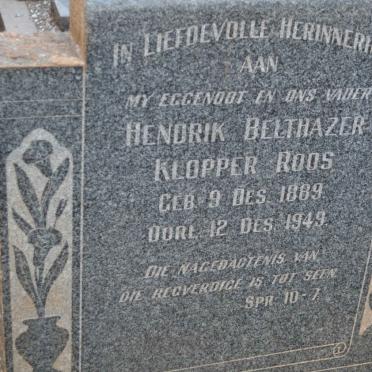 IN LIEFDEVOLLE HERINNERI
AAN
MY EGGENOOT EN ONS VADER
HENDRIK BELTHAZER
KLOPPER ROOS
GEB. 9 DES. 1889
OORL. 12 DES. 1949.
DIE NAGEDAGTENIS VAN
DIE REGVERDIGE IS TOT SEËN.
SPR. 10-7.